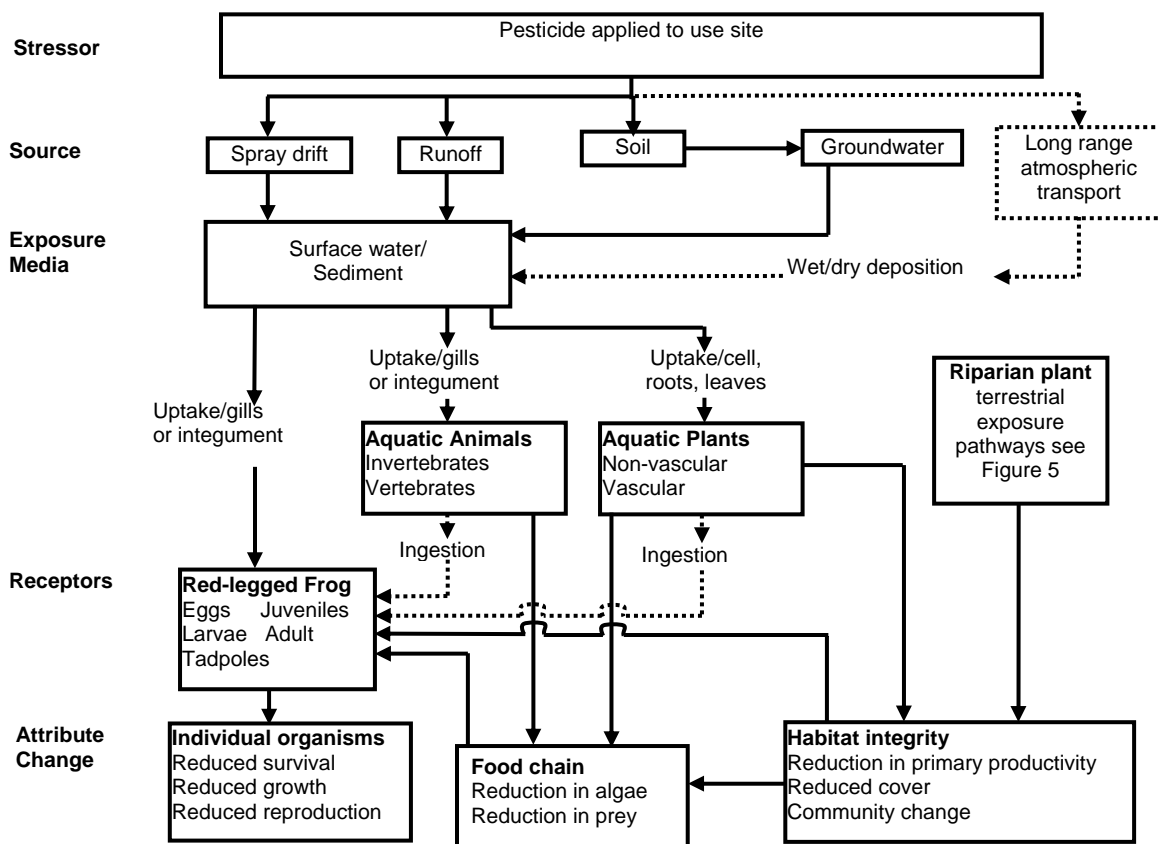 Stressor
Pesticide applied to use site
Source
Spray drift
Runoff
Soil
Groundwater
Long range
atmospheric
transport
Exposure
Media
Surface water/
Sediment
Wet/dry deposition
Uptake/gills
or integument
Uptake/gills
or integument
Uptake/cell,
roots, leaves
Riparian plant
terrestrial
exposure
pathways see
Figure 5
Aquatic Animals
Invertebrates
Vertebrates
Aquatic Plants
Non-vascular
Vascular
Ingestion
Ingestion
Receptors
Red-legged Frog
Eggs Juveniles
Larvae Adult
Tadpoles
Attribute
Change
Individual organisms
Reduced survival
Reduced growth
Reduced reproduction
Food chain
Reduction in algae
Reduction in prey
Habitat integrity
Reduction in primary productivity
Reduced cover
Community change